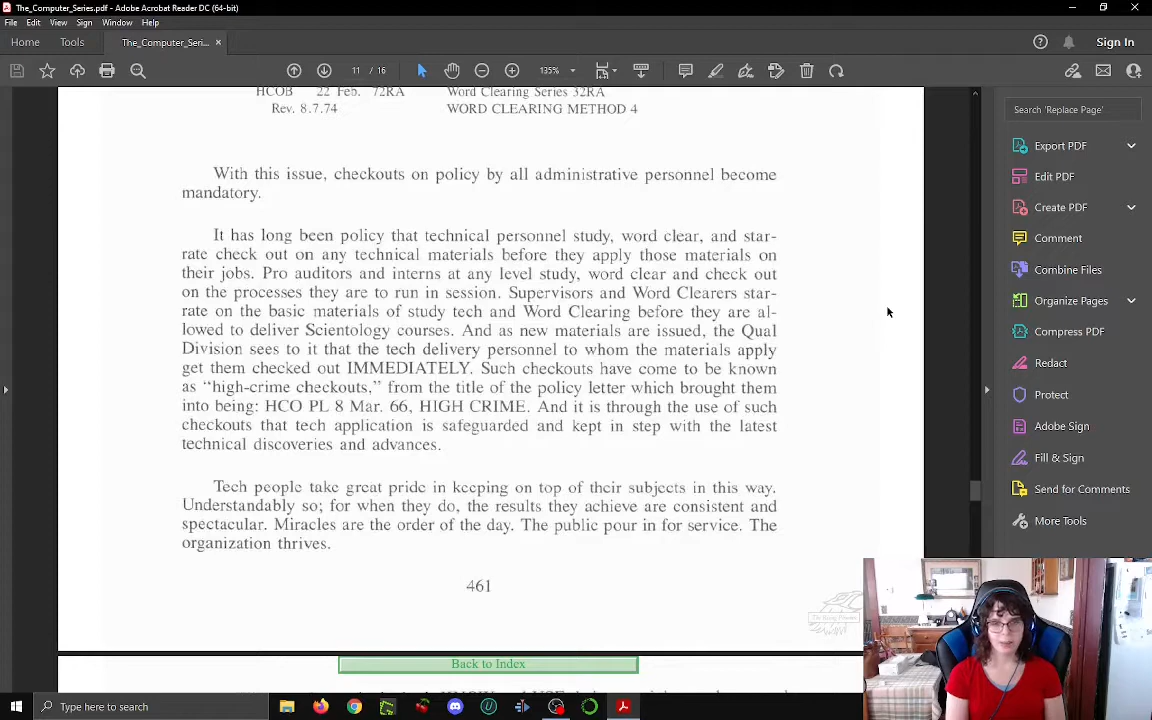 The_Computer_Series.pdf - Adobe Acrobat Reader DC (64-bit)
File Edit View Sign Window Help
Home Tools The_Computer_Seri... × Sign In
11 / 16 135%
HCOB 22 Feb. 72RA Word Clearing Series 32RA
Rev. 8.7.74 WORD CLEARING METHOD 4
With this issue, checkouts on policy by all administrative personnel become
mandatory.
It has long been policy that technical personnel study, word clear, and star-
rate check out on any technical materials before they apply those materials on
their jobs. Pro auditors and interns at any level study, word clear and check out
on the processes they are to run in session. Supervisors and Word Clearers star-
rate on the basic materials of study tech and Word Clearing before they are al-
lowed to deliver Scientology courses. And as new materials are issued, the Qual
Division sees to it that the tech delivery personnel to whom the materials apply
get them checked out IMMEDIATELY. Such checkouts have come to be known
as "high-crime checkouts," from the title of the policy letter which brought them
into being: HCO PL 8 Mar. 66, HIGH CRIME. And it is through the use of such
checkouts that tech application is safeguarded and kept in step with the latest
technical discoveries and advances.
Tech people take great pride in keeping on top of their subjects in this way.
Understandably so; for when they do, the results they achieve are consistent and
spectacular. Miracles are the order of the day. The public pour in for service. The
organization thrives.
461
Back to Index
Search 'Replace Page'
Export PDF
Edit PDF
Create PDF
Comment
Combine Files
Organize Pages
Compress PDF
Redact
Protect
Adobe Sign
Fill & Sign
Send for Comments
More Tools
Type here to search